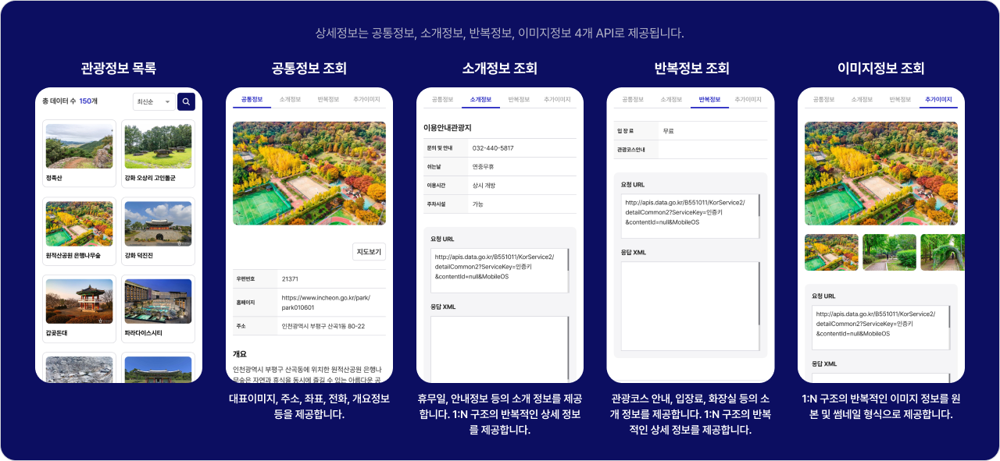 상세정보는 공통정보, 소개정보, 반복정보, 이미지정보 4개 API로 제공됩니다.
관광정보 목록
총 데이터 수 150개
최신순
정족산
강화 오상리 고인돌군
원적산공원 은행나무숲
강화 덕진진
갑곶돈대
파라다이스시티
공통정보 조회
공통정보 소개정보 반복정보 추가이미지
지도보기
우편번호 21371
홈페이지 https://www.incheon.go.kr/park/
park010601
주소 인천광역시 부평구 산곡1동 80-22
개요
인천광역시 부평구 산곡동에 위치한 원적산공원 은행나
무숲은 자연과 휴식을 동시에 즐길 수 있는 아름다운 공
대표이미지, 주소, 좌표, 전화, 개요정보
등을 제공합니다.
소개정보 조회
공통정보 소개정보 반복정보 추가이미지
이용안내관광지
문의 및 안내 032-440-5817
쉬는날 연중무휴
이용시간 상시 개방
주차시설 가능
요청 URL
http://apis.data.go.kr/B551011/KorService2/
detailCommon2?ServiceKey=인증키
&contentId=null&MobileOS
응답 XML
휴무일, 안내정보 등의 소개 정보를 제공
합니다. 1:N 구조의 반복적인 상세 정보
를 제공합니다.
반복정보 조회
공통정보 소개정보 반복정보 추가이미지
입 장 료 무료
관광코스안내
요청 URL
http://apis.data.go.kr/B551011/KorService2/
detailCommon2?ServiceKey=인증키
&contentId=null&MobileOS
응답 XML
관광코스 안내, 입장료, 화장실 등의 소
개 정보를 제공합니다. 1:N 구조의 반복
적인 상세 정보를 제공합니다.
이미지정보 조회
공통정보 소개정보 반복정보 추가이미지
요청 URL
http://apis.data.go.kr/B551011/KorService2/
detailCommon2?ServiceKey=인증키
&contentId=null&MobileOS
응답 XML
1:N 구조의 반복적인 이미지 정보를 원
본 및 썸네일 형식으로 제공합니다.